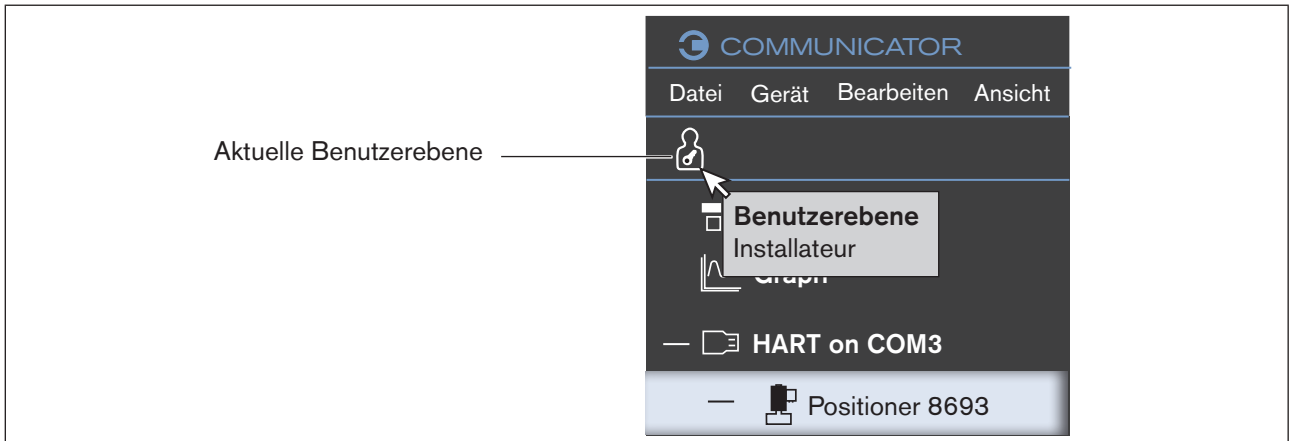 COMMUNICATOR
Datei Gerät Bearbeiten Ansicht
Aktuelle Benutzerebene
Benutzerebene
Installateur
Graph
HART on COM3
Positioner 8693